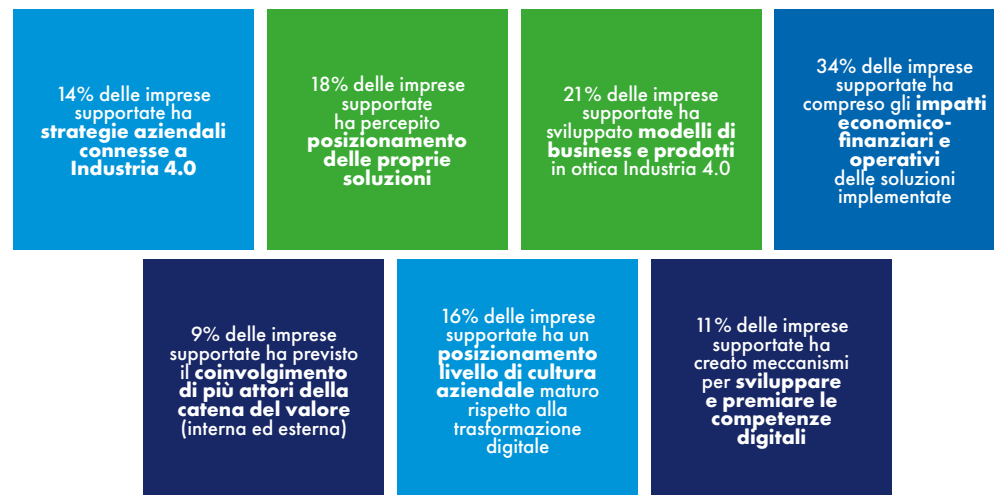 14% delle imprese
supportate ha
strategie aziendali
connesse a
Industria 4.0
18% delle imprese
supportate
ha percepito
posizionamento
delle proprie
soluzioni
21% delle imprese
supportate ha
sviluppato modelli di
business e prodotti
in ottica Industria 4.0
34% delle imprese
supportate ha
compreso gli impatti
economico-
finanziari e
operativi
delle soluzioni
implementate
9% delle imprese
supportate ha previsto
il coinvolgimento
di più attori della
catena del valore
(interna ed esterna)
16% delle imprese
supportate ha un
posizionamento
livello di cultura
aziendale maturo
rispetto alla
trasformazione
digitale
11% delle imprese
supportate ha
creato meccanismi
per sviluppare
e premiare le
competenze
digitali